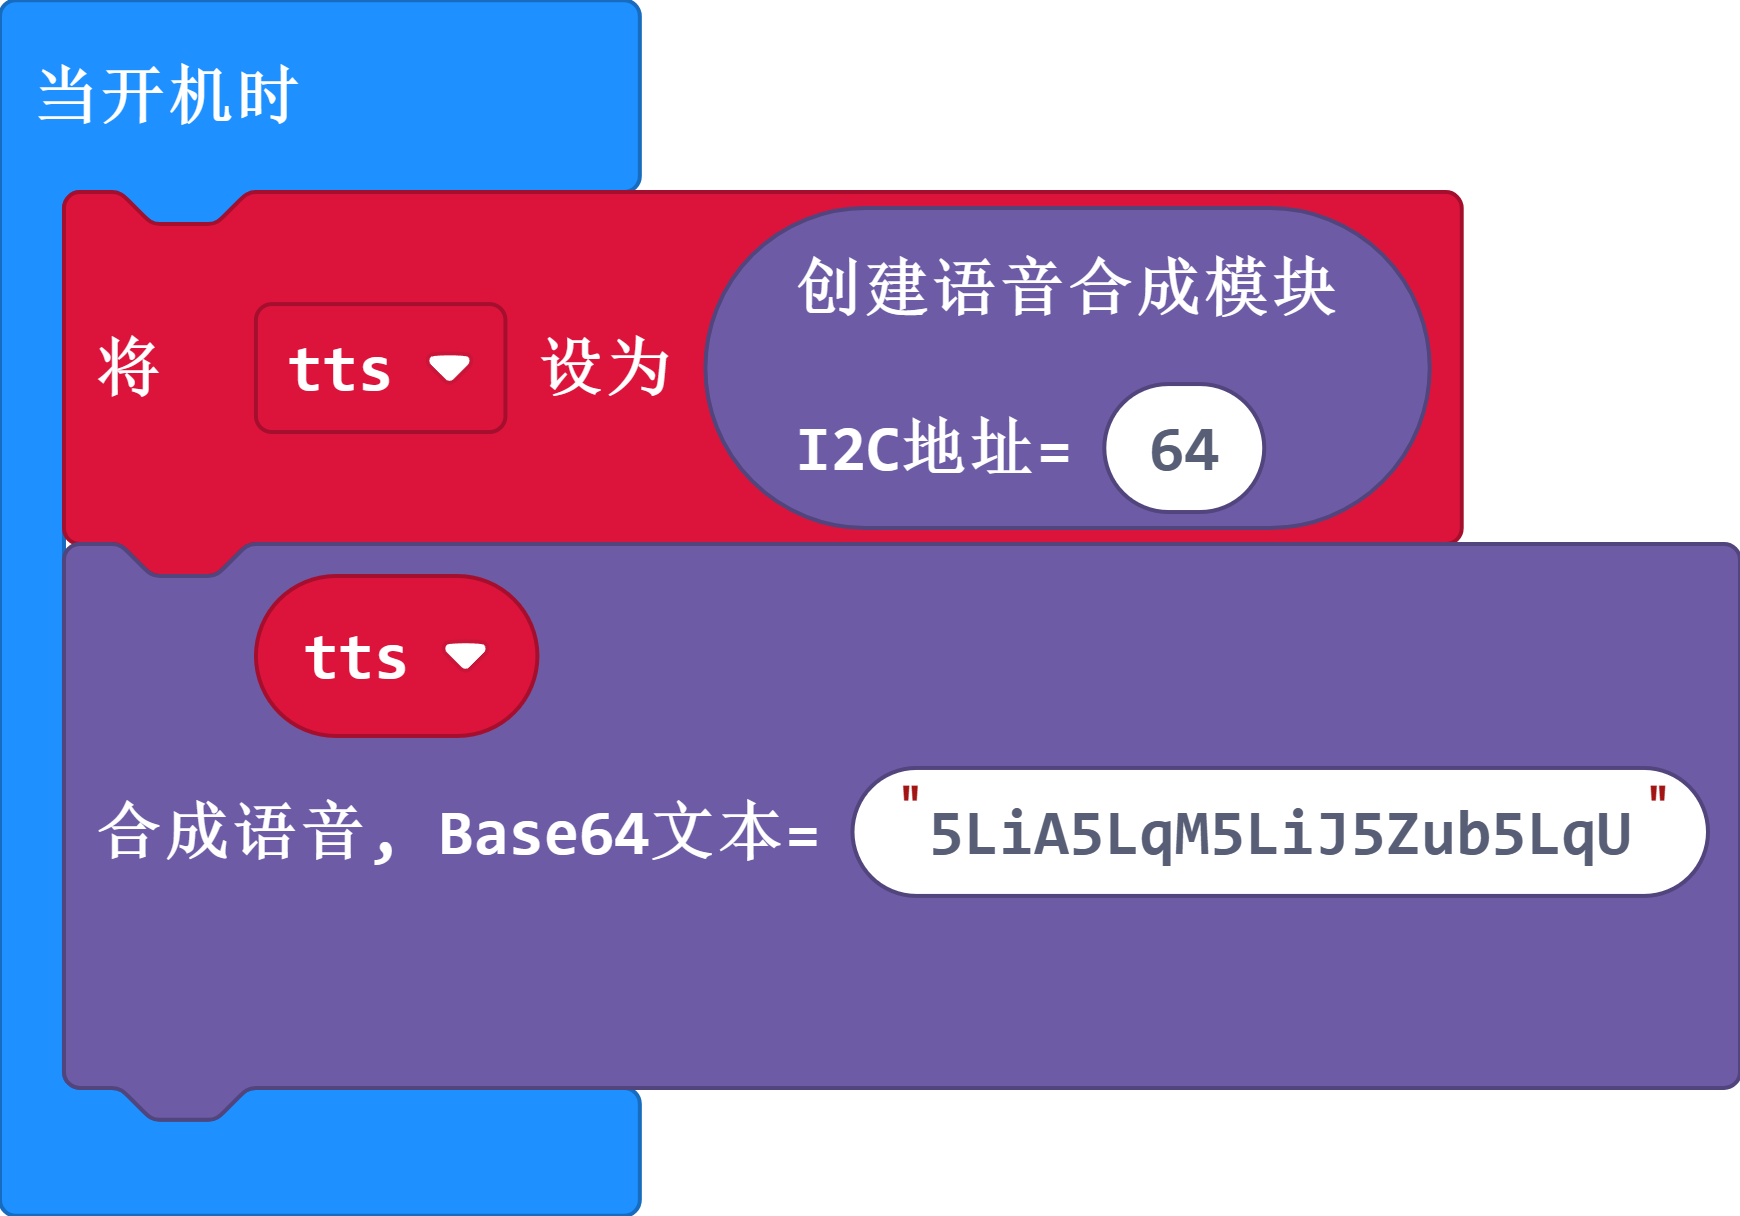 当开机时
将 tts 设为 创建语音合成模块
I2C地址= 64
tts
合成语音，Base64文本= "5LiA5LqM5LiJ5Zub5LqU"